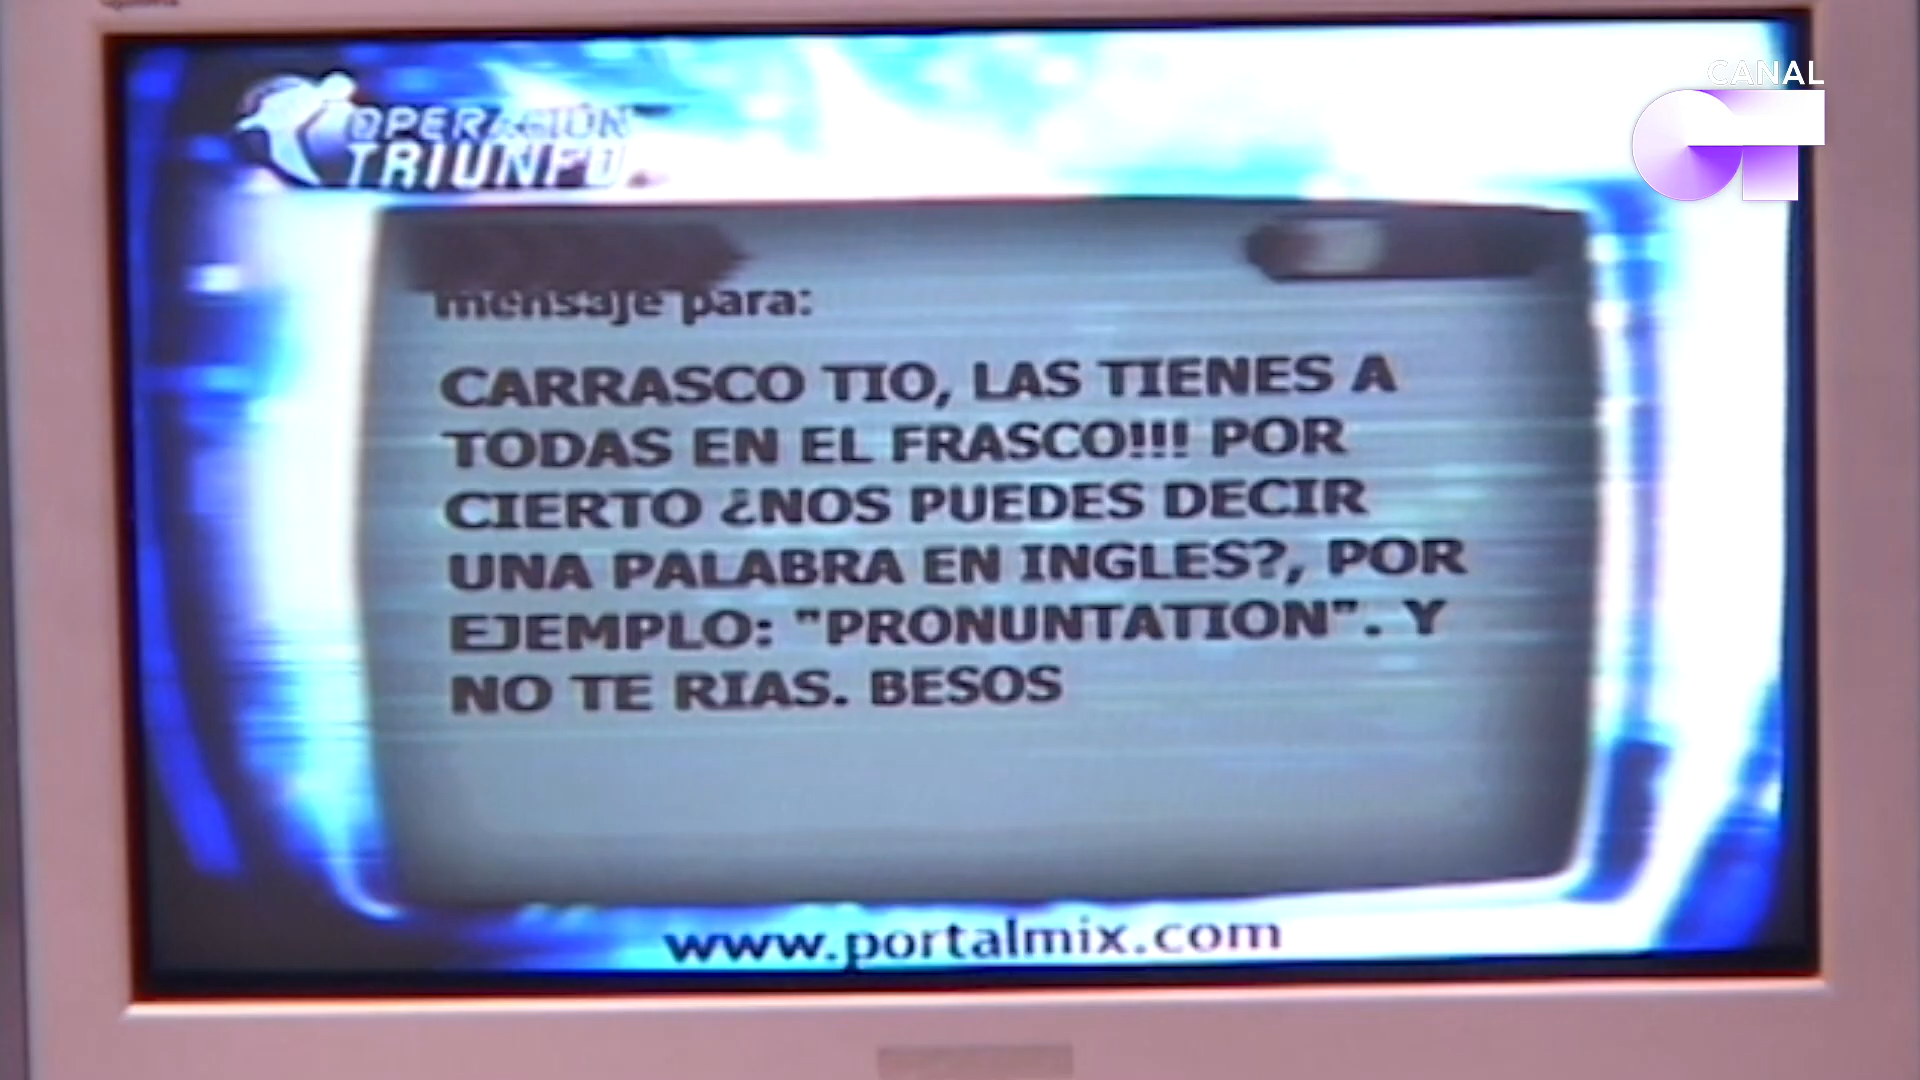 CANAL
OT
OPERACIÓN
TRIUNFO
mensaje para:
CARRASCO TIO, LAS TIENES A
TODAS EN EL FRASCO!!! POR
CIERTO ¿NOS PUEDES DECIR
UNA PALABRA EN INGLES?, POR
EJEMPLO: "PRONUNTATION". Y
NO TE RIAS. BESOS
www.portalmix.com